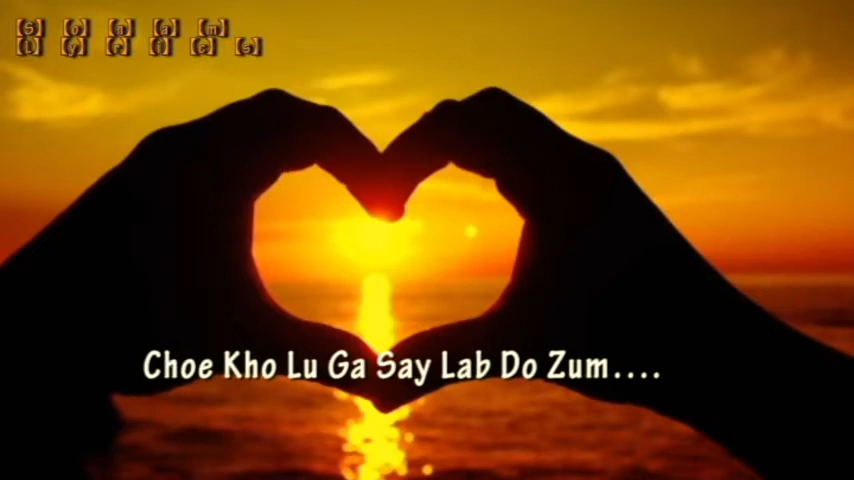 [S] [o] [n] [a] [m]
[L] [y] [r] [i] [c] [s]
Choe Kho Lu Ga Say Lab Do Zum....